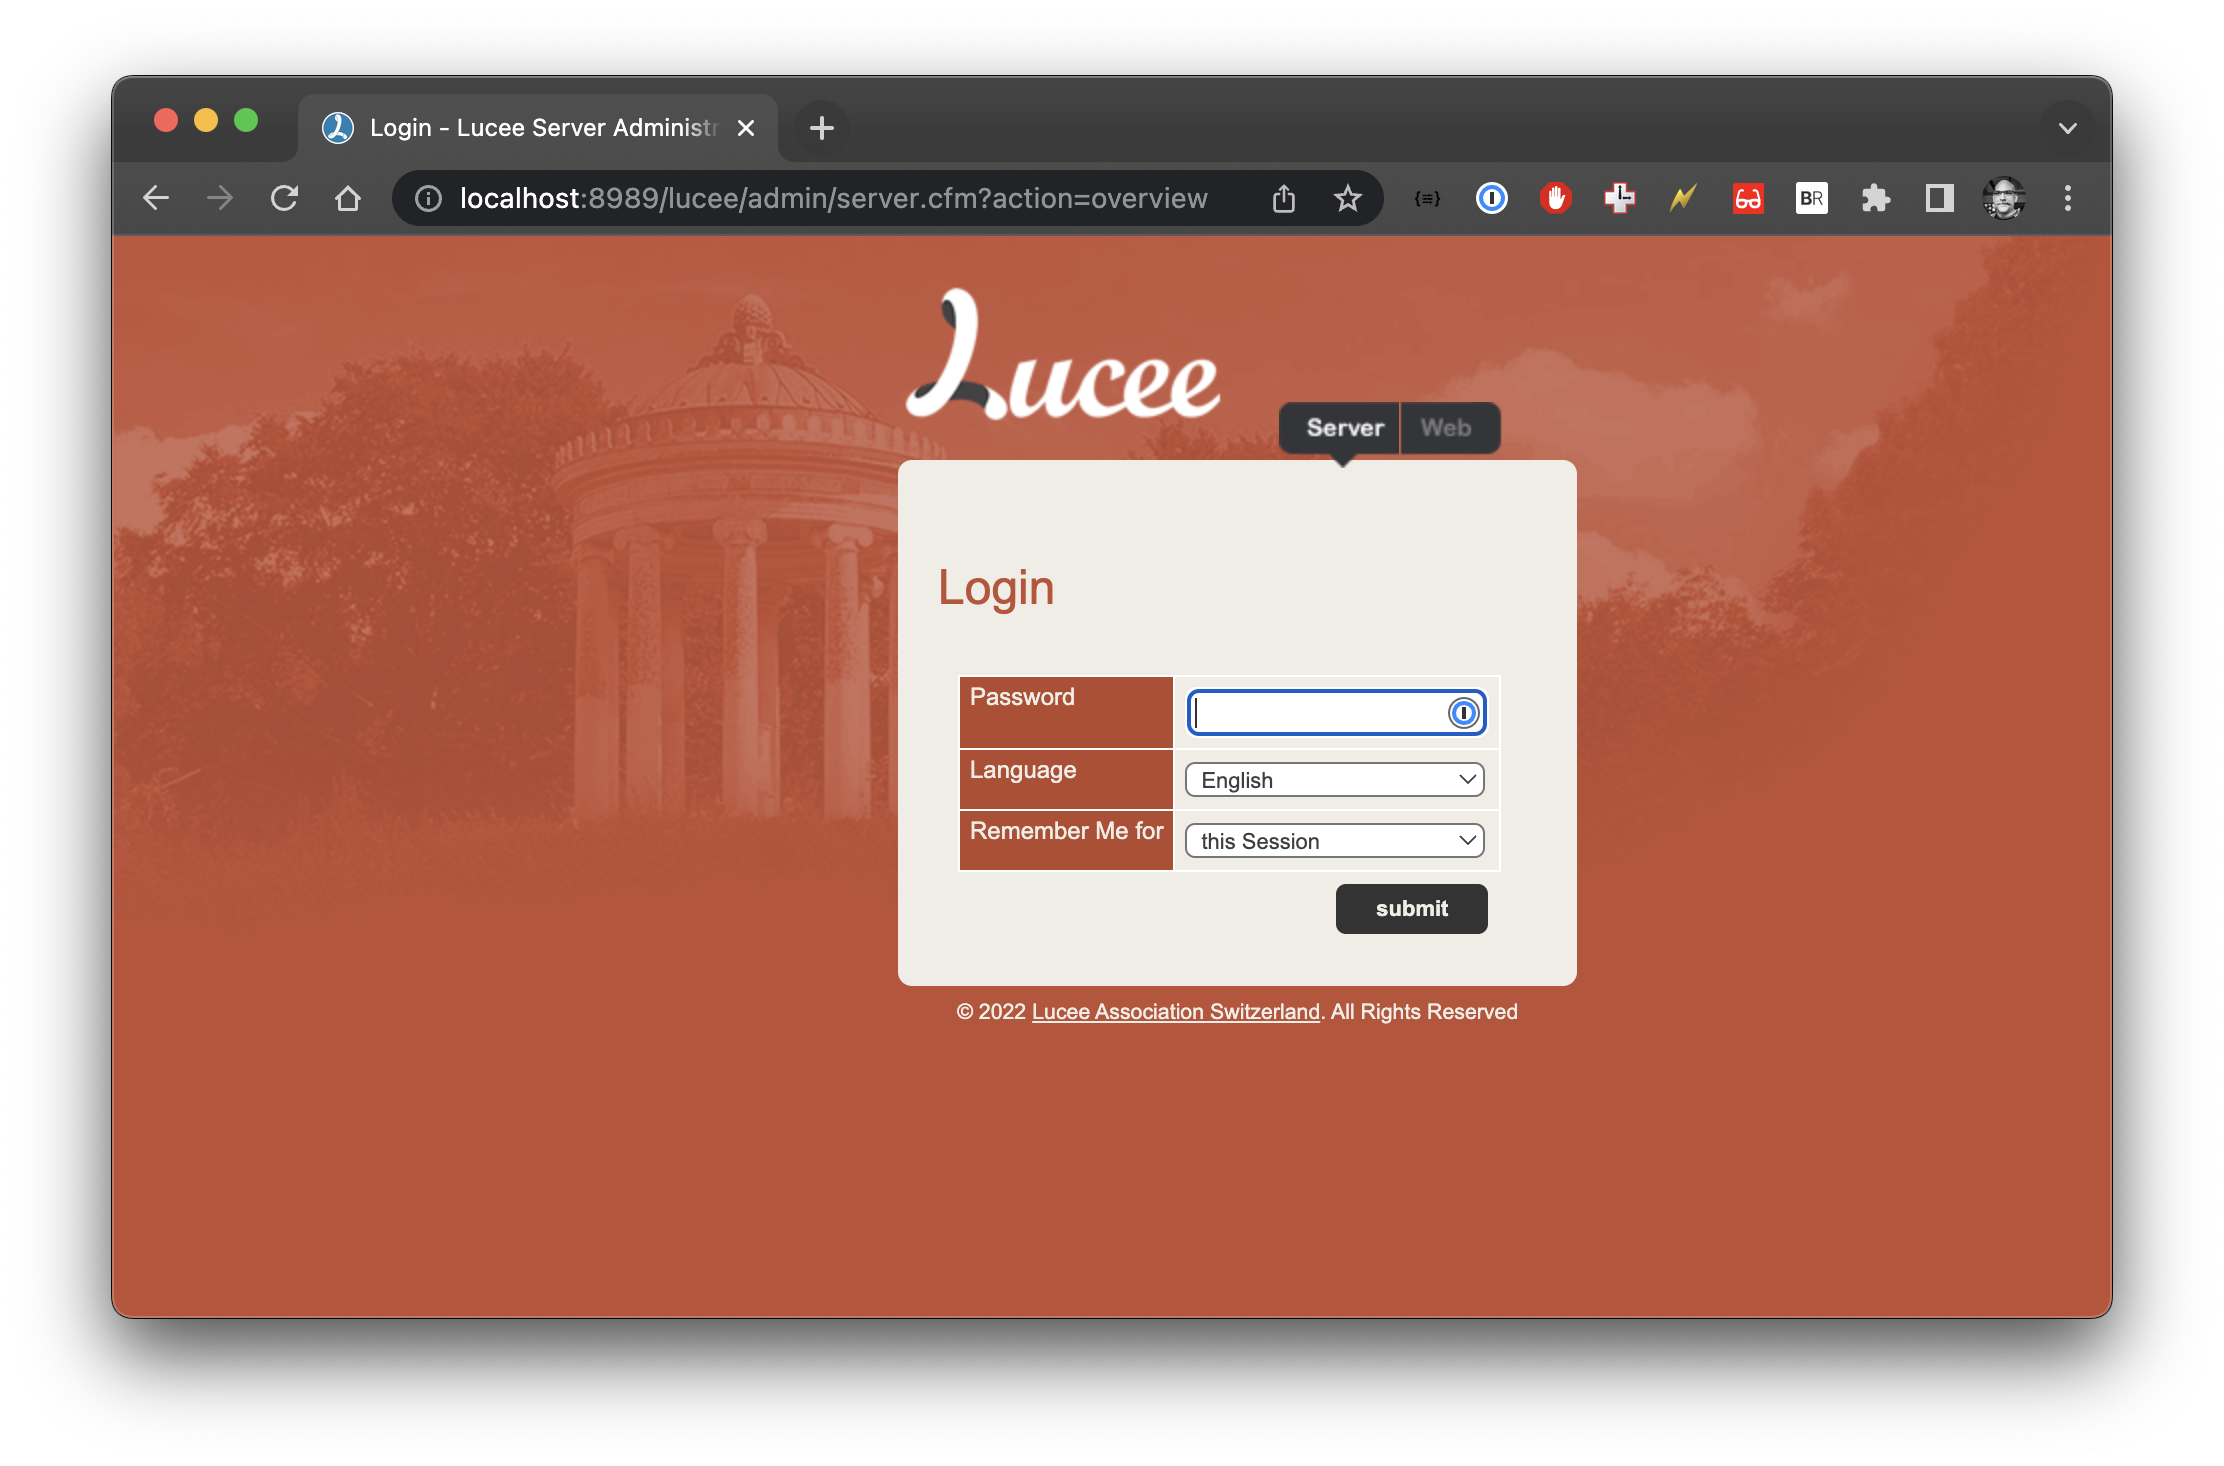 Login - Lucee Server Administr
localhost:8989/lucee/admin/server.cfm?action=overview
{≡}
BR
Lucee
Server
Web
Login
Password
Language
English
Remember Me for
this Session
submit
© 2022 Lucee Association Switzerland. All Rights Reserved